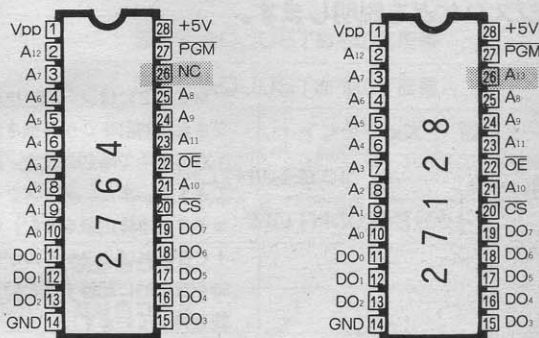 Vpp 1 28 +5V
A12 2 27 PGM
A7 3 26 NC
A6 4 25 A8
A5 5 24 A9
A4 6 23 A11
A3 7 22 OE
A2 8 21 A10
A1 9 20 CS
A0 10 19 DO7
DO0 11 18 DO6
DO1 12 17 DO5
DO2 13 16 DO4
GND 14 15 DO3
2764
Vpp 1 28 +5V
A12 2 27 PGM
A7 3 26 A13
A6 4 25 A8
A5 5 24 A9
A4 6 23 A11
A3 7 22 OE
A2 8 21 A10
A1 9 20 CS
A0 10 19 DO7
DO0 11 18 DO6
DO1 12 17 DO5
DO2 13 16 DO4
GND 14 15 DO3
27128